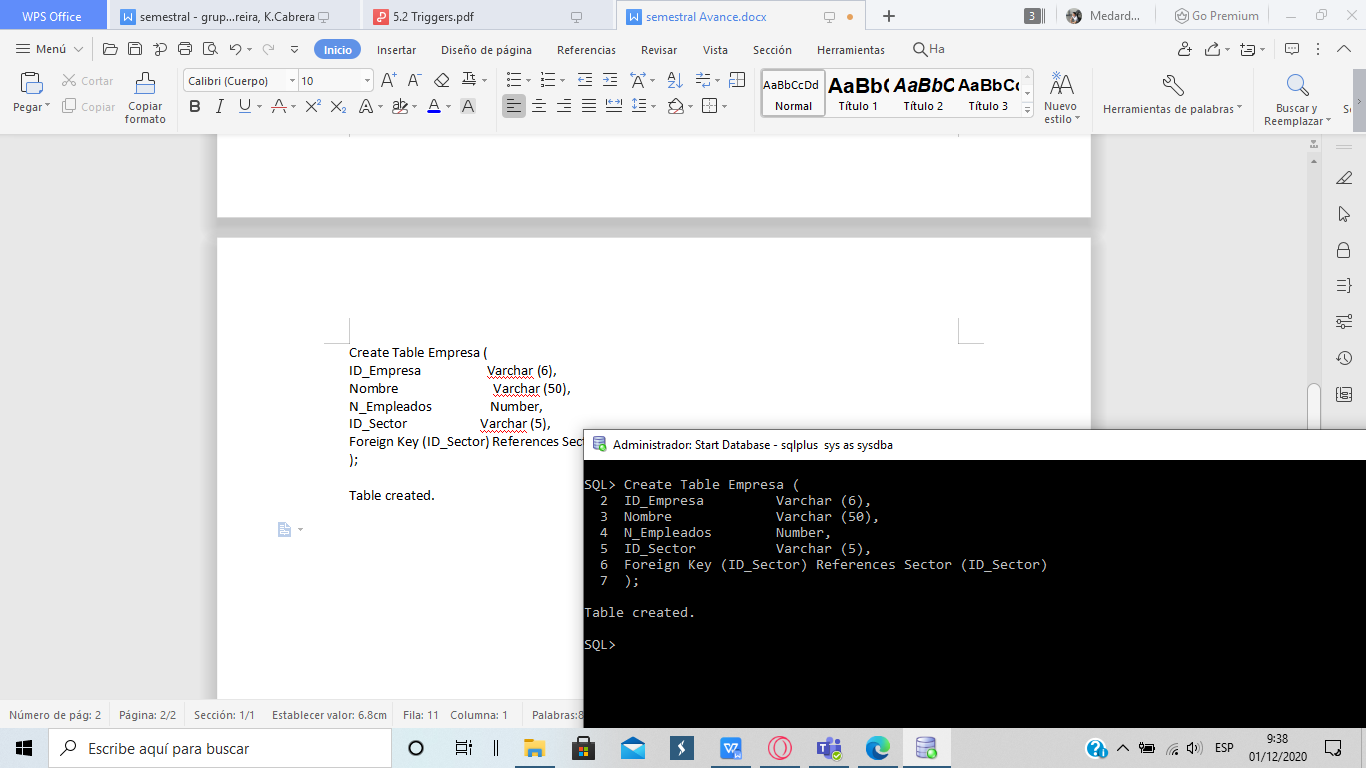 WPS Office
semestral - grup...reira, K.Cabrera
5.2 Triggers.pdf
semestral Avance.docx
3
Medard...
Go Premium
Menú
Inicio
Insertar
Diseño de página
Referencias
Revisar
Vista
Sección
Herramientas
Ha
Pegar
Cortar
Copiar
Copiar formato
Calibri (Cuerpo)
10
AaBbCcDd
Normal
AaBb
Título 1
AaBbC
Título 2
AaBbCc
Título 3
Nuevo estilo
Herramientas de palabras
Buscar y Reemplazar
Create Table Empresa (
ID_Empresa Varchar (6),
Nombre Varchar (50),
N_Empleados Number,
ID_Sector Varchar (5),
Foreign Key (ID_Sector) References Sect
);
Table created.
Administrador: Start Database - sqlplus sys as sysdba
SQL> Create Table Empresa (
2 ID_Empresa Varchar (6),
3 Nombre Varchar (50),
4 N_Empleados Number,
5 ID_Sector Varchar (5),
6 Foreign Key (ID_Sector) References Sector (ID_Sector)
7 );
Table created.
SQL>
Número de pág: 2
Página: 2/2
Sección: 1/1
Establecer valor: 6.8cm
Fila: 11
Columna: 1
Palabras:8
Escribe aquí para buscar
ESP
9:38
01/12/2020